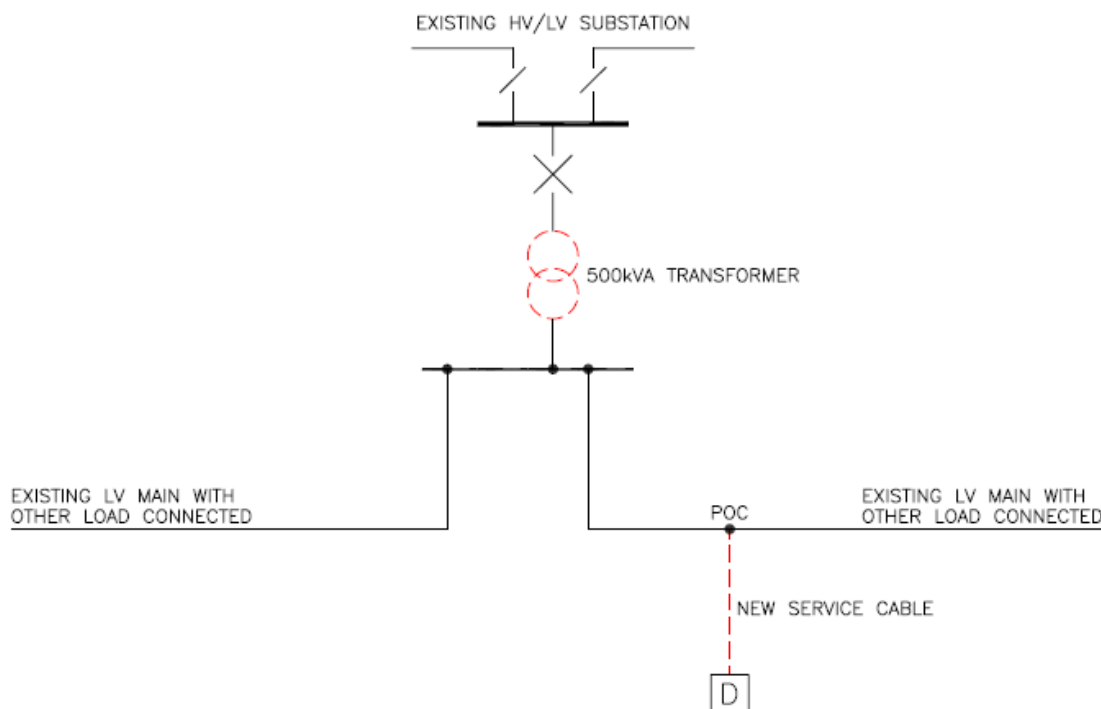 EXISTING HV/LV SUBSTATION
500kVA TRANSFORMER
EXISTING LV MAIN WITH
OTHER LOAD CONNECTED
POC
EXISTING LV MAIN WITH
OTHER LOAD CONNECTED
NEW SERVICE CABLE
D